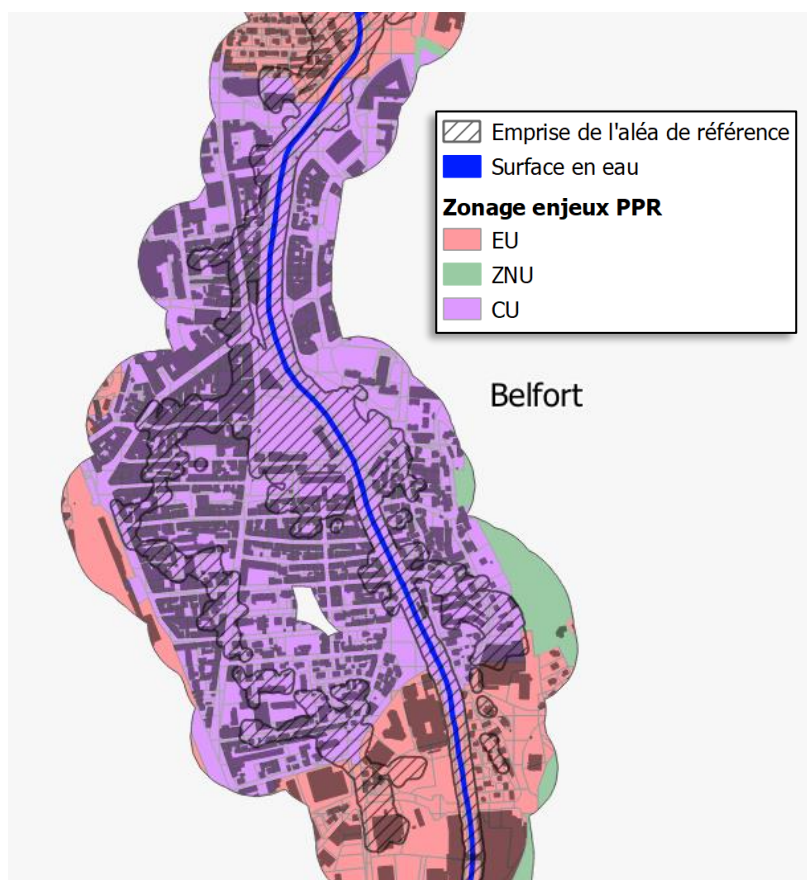 Emprise de l'aléa de référence
Surface en eau
Zonage enjeux PPR
EU
ZNU
CU
Belfort